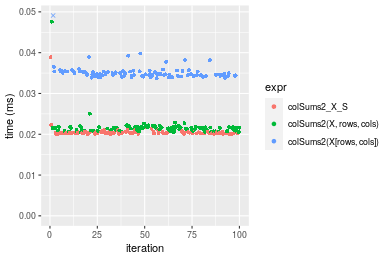 0.05
0.04
0.03
0.02
0.01
0.00
time (ms)
0
25
50
75
100
iteration
expr
colSums2_X_S
colSums2(X, rows, cols)
colSums2(X[rows, cols])